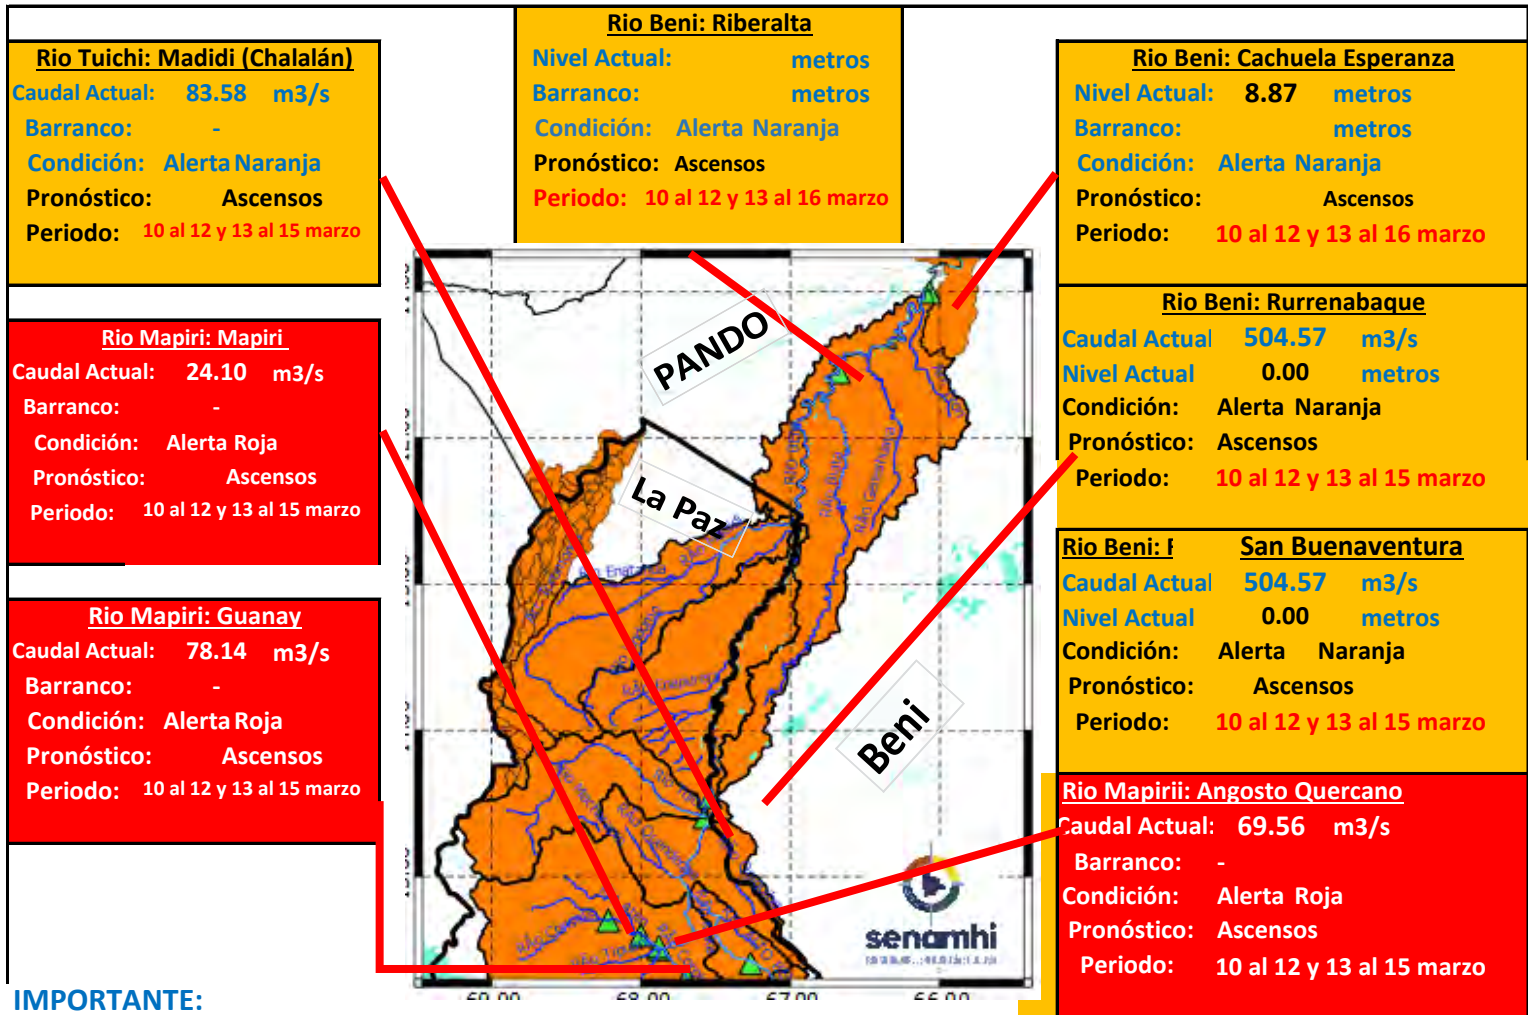 Rio Beni: Riberalta
Nivel Actual: metros
Barranco: metros
Condición: Alerta Naranja
Pronóstico: Ascensos
Periodo: 10 al 12 y 13 al 16 marzo
Rio Tuichi: Madidi (Chalalán)
Caudal Actual: 83.58 m3/s
Barranco: -
Condición: Alerta Naranja
Pronóstico: Ascensos
Periodo: 10 al 12 y 13 al 15 marzo
Rio Mapiri: Mapiri
Caudal Actual: 24.10 m3/s
Barranco: -
Condición: Alerta Roja
Pronóstico: Ascensos
Periodo: 10 al 12 y 13 al 15 marzo
Rio Mapiri: Guanay
Caudal Actual: 78.14 m3/s
Barranco: -
Condición: Alerta Roja
Pronóstico: Ascensos
Periodo: 10 al 12 y 13 al 15 marzo
Rio Beni: Cachuela Esperanza
Nivel Actual: 8.87 metros
Barranco: metros
Condición: Alerta Naranja
Pronóstico: Ascensos
Periodo: 10 al 12 y 13 al 16 marzo
Rio Beni: Rurrenabaque
Caudal Actual 504.57 m3/s
Nivel Actual 0.00 metros
Condición: Alerta Naranja
Pronóstico: Ascensos
Periodo: 10 al 12 y 13 al 15 marzo
Rio Beni: San Buenaventura
Caudal Actual 504.57 m3/s
Nivel Actual 0.00 metros
Condición: Alerta Naranja
Pronóstico: Ascensos
Periodo: 10 al 12 y 13 al 15 marzo
Rio Mapirii: Angosto Quercano
Caudal Actual: 69.56 m3/s
Barranco: -
Condición: Alerta Roja
Pronóstico: Ascensos
Periodo: 10 al 12 y 13 al 15 marzo
PANDO
La Paz
Beni
senamhi
69.00 68.00 67.00 66.00
IMPORTANTE: